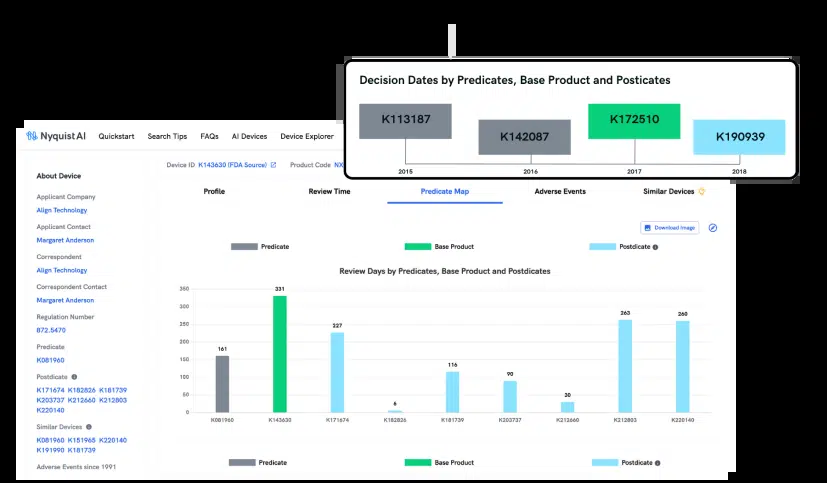 Decision Dates by Predicates, Base Product and Posticates
K113187
K142087
K172510
K190939
2015 2016 2017 2018
NyquistAI Quickstart Search Tips FAQs AI Devices Device Explorer
Device ID K143630 (FDA Source) Product Code
Profile Review Time Predicate Map Adverse Events Similar Devices
About Device
Applicant Company
Align Technology
Applicant Contact
Margaret Anderson
Correspondent
Align Technology
Correspondent Contact
Margaret Anderson
Regulation Number
872.5470
Predicate
K081960
Postdicate
K171674 K182826 K181739
K203737 K212660 K212803
K220140
Similar Devices
K081960 K151965 K220140
K191990 K181739
Adverse Events since 1991
Download Image
Predicate Base Product Postdicate
Review Days by Predicates, Base Product and Postdicates
350
300
250
200
150
100
50
0
161 331 227 6 116 90 30 263 260
K081960 K143630 K171674 K182826 K181739 K203737 K212660 K212803 K220140
Predicate Base Product Postdicate